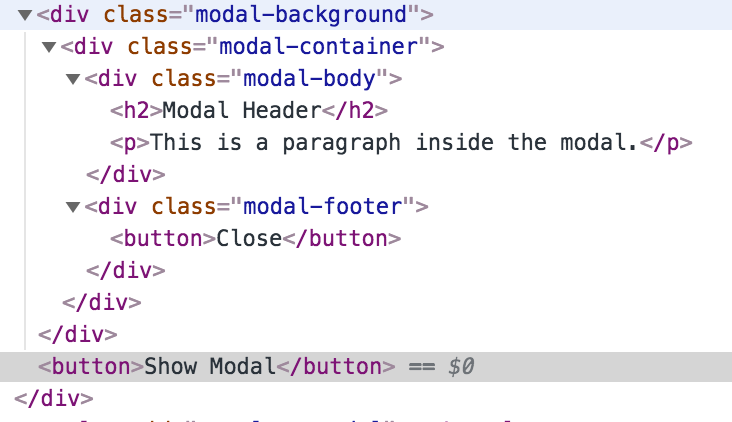 <div class="modal-background">
<div class="modal-container">
<div class="modal-body">
<h2>Modal Header</h2>
<p>This is a paragraph inside the modal.</p>
</div>
<div class="modal-footer">
<button>Close</button>
</div>
</div>
</div>
<button>Show Modal</button> == $0
</div>